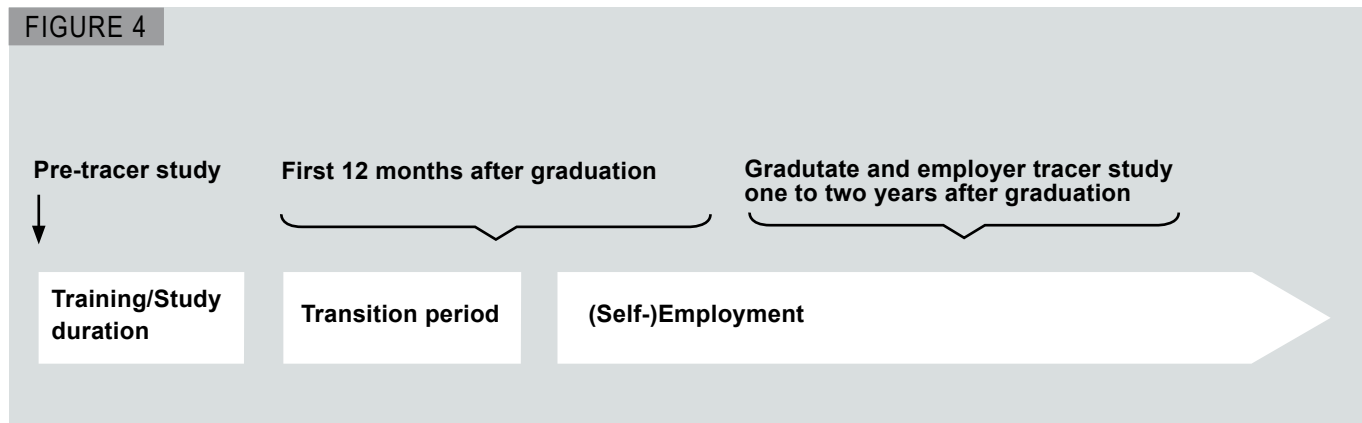 FIGURE 4
Pre-tracer study
First 12 months after graduation
Gradutate and employer tracer study
one to two years after graduation
Training/Study
duration
Transition period
(Self-)Employment